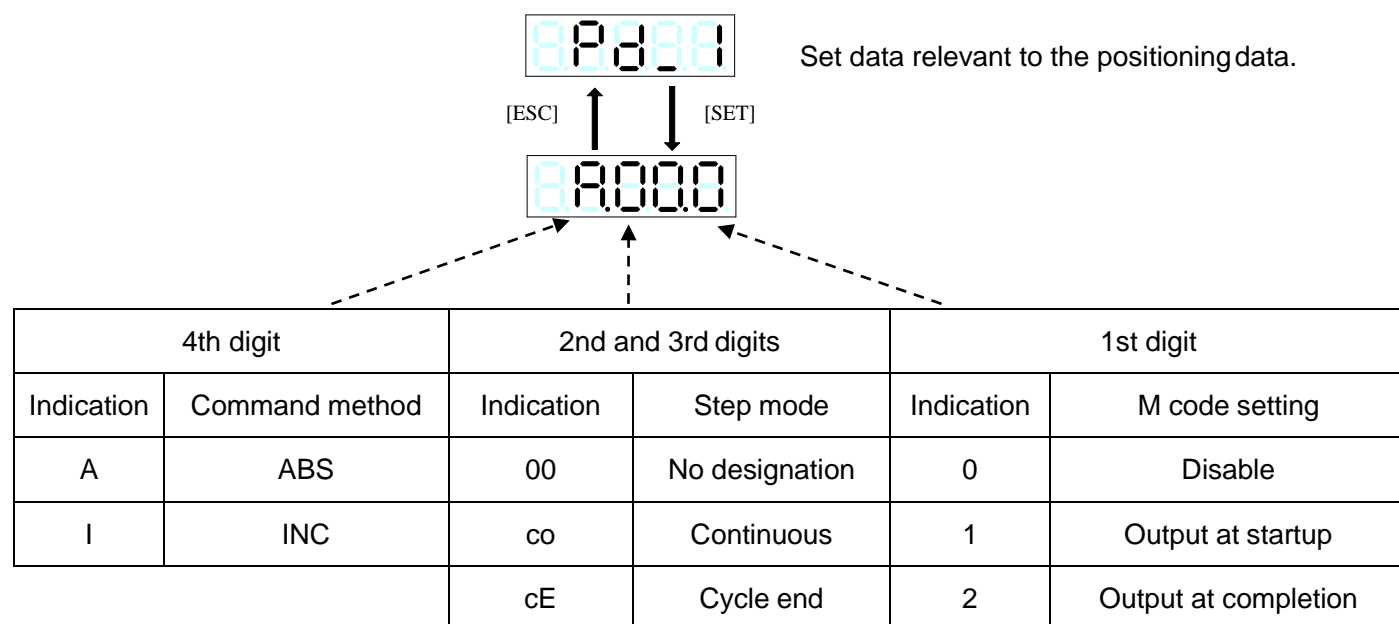 Pd_1
Set data relevant to the positioning data.
[ESC] [SET]
A.00.0
4th digit 2nd and 3rd digits 1st digit
Indication Command method Indication Step mode Indication M code setting
A ABS 00 No designation 0 Disable
I INC co Continuous 1 Output at startup
cE Cycle end 2 Output at completion